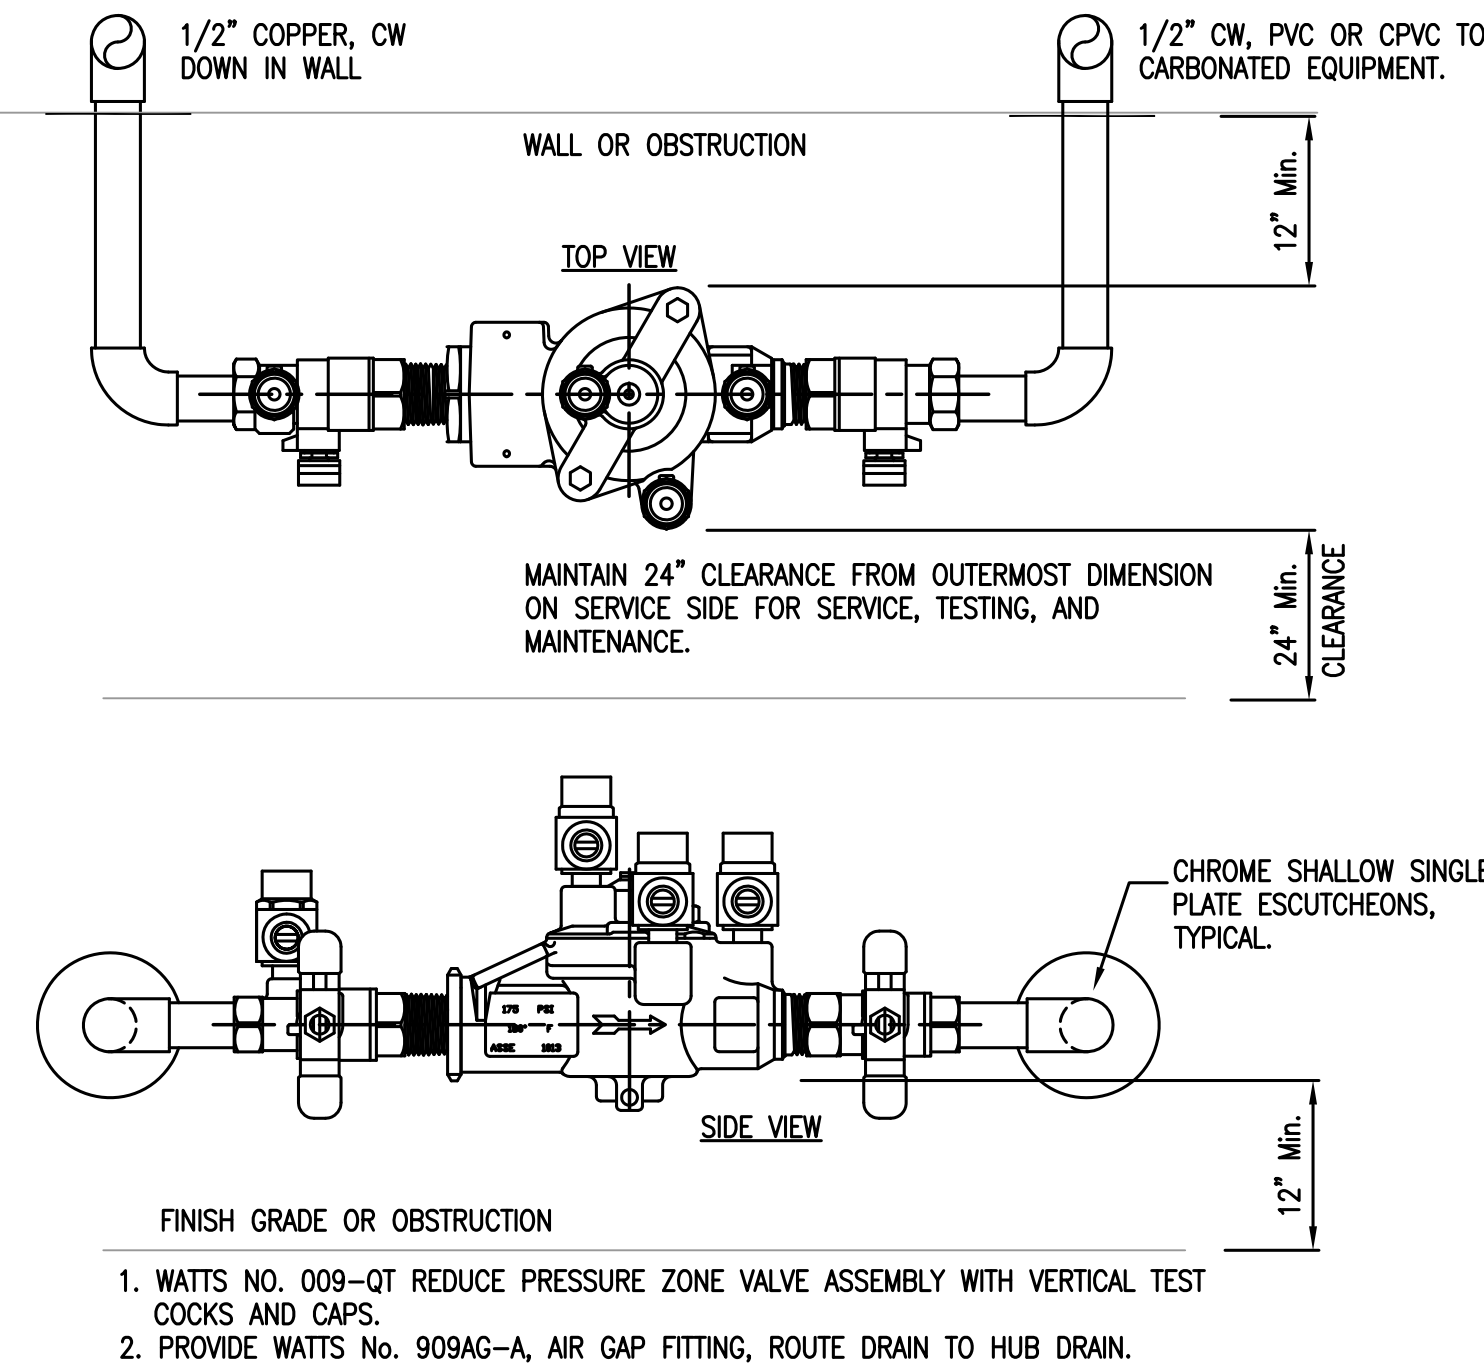 1/2” COPPER, CW
DOWN IN WALL
1/2” CW, PVC OR CPVC TO
CARBONATED EQUIPMENT.
WALL OR OBSTRUCTION
12” Min.
TOP VIEW
MAINTAIN 24” CLEARANCE FROM OUTERMOST DIMENSION
ON SERVICE SIDE FOR SERVICE, TESTING, AND
MAINTENANCE.
24” Min.
CLEARANCE
CHROME SHALLOW SINGLE
PLATE ESCUTCHEONS,
TYPICAL.
175 PSI
180° F
ASSE 1013
SIDE VIEW
12” Min.
FINISH GRADE OR OBSTRUCTION
1. WATTS NO. 009-QT REDUCE PRESSURE ZONE VALVE ASSEMBLY WITH VERTICAL TEST
COCKS AND CAPS.
2. PROVIDE WATTS No. 909AG-A, AIR GAP FITTING, ROUTE DRAIN TO HUB DRAIN.